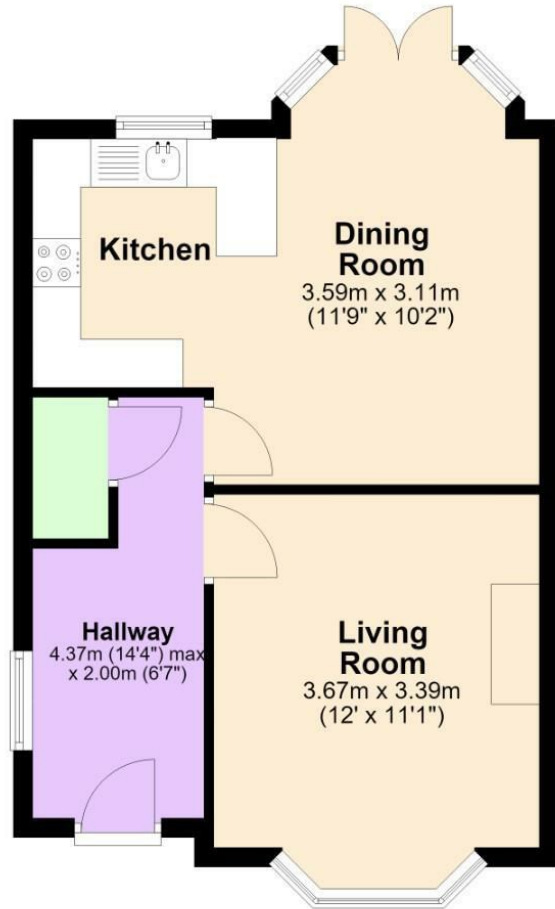 Kitchen
Dining
Room
3.59m x 3.11m
(11'9" x 10'2")
Hallway
4.37m (14'4") max
x 2.00m (6'7")
Living
Room
3.67m x 3.39m
(12' x 11'1")